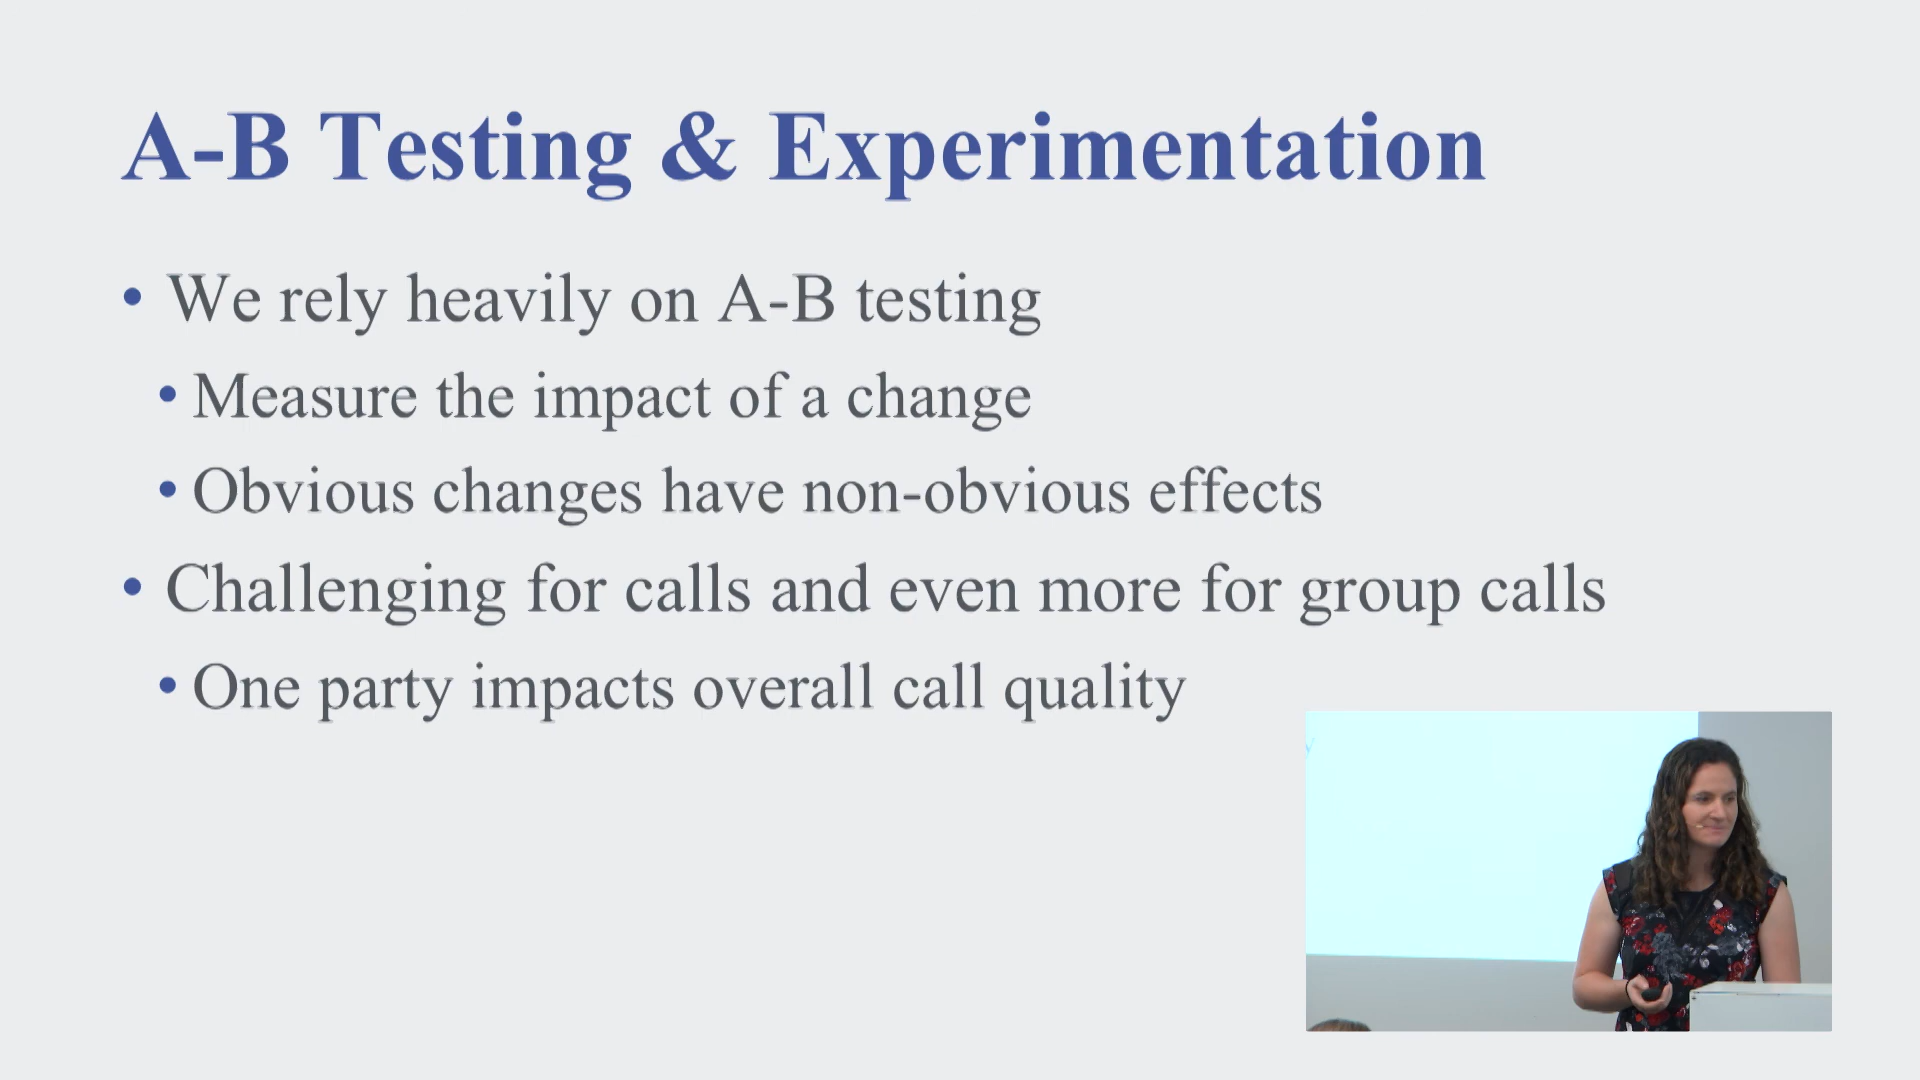 A-B Testing & Experimentation
• We rely heavily on A-B testing
• Measure the impact of a change
• Obvious changes have non-obvious effects
• Challenging for calls and even more for group calls
• One party impacts overall call quality